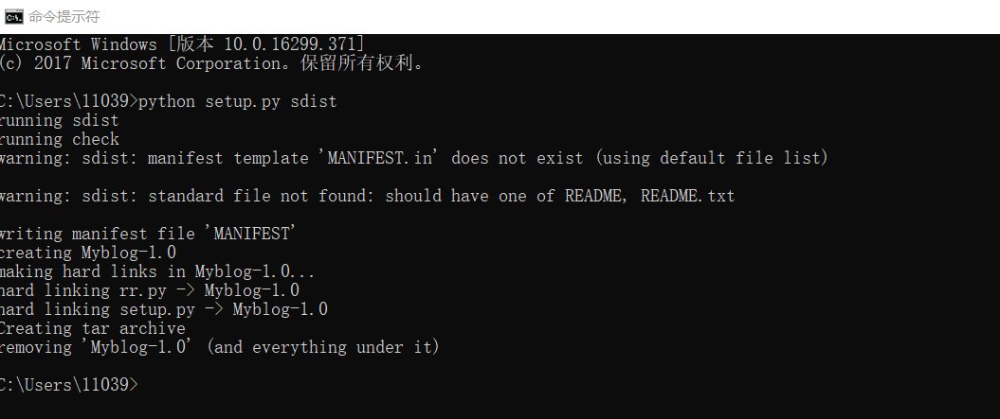 命令提示符
Microsoft Windows [版本 10.0.16299.371]
(c) 2017 Microsoft Corporation。保留所有权利。
C:\Users\11039>python setup.py sdist
running sdist
running check
warning: sdist: manifest template 'MANIFEST.in' does not exist (using default file list)
warning: sdist: standard file not found: should have one of README, README.txt
writing manifest file 'MANIFEST'
creating Myblog-1.0
making hard links in Myblog-1.0...
hard linking rr.py -> Myblog-1.0
hard linking setup.py -> Myblog-1.0
Creating tar archive
removing 'Myblog-1.0' (and everything under it)
C:\Users\11039>